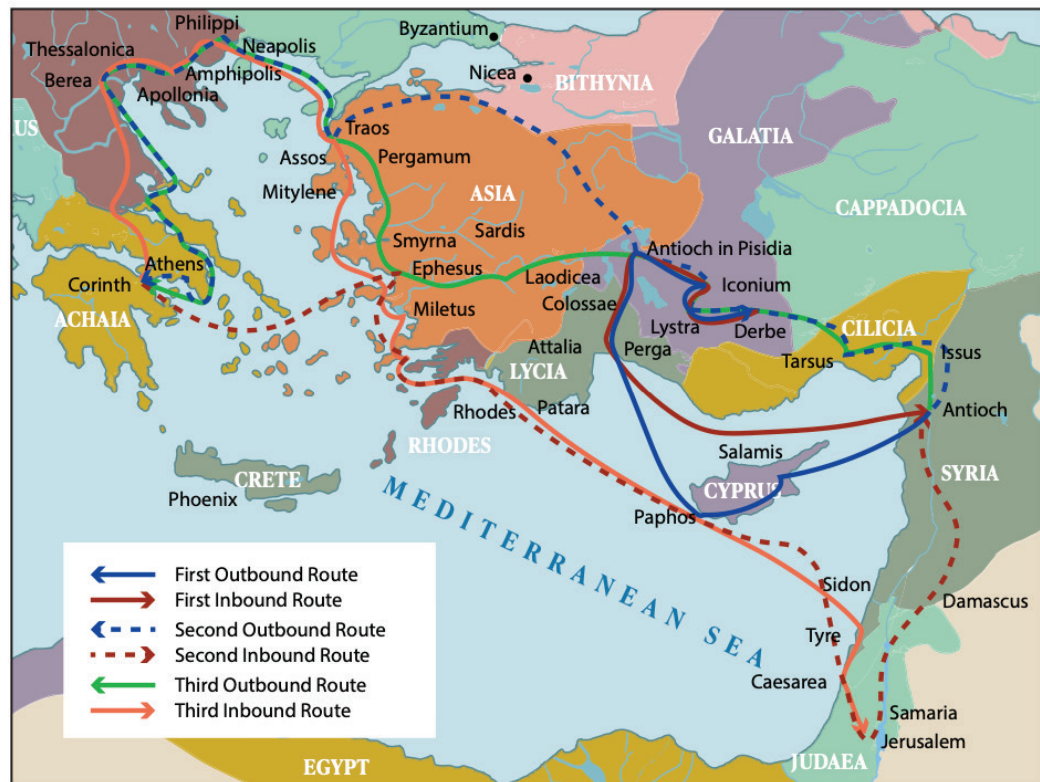 Philippi
Byzantium
Thessalonica
Neapolis
Berea
Amphipolis
Nicea
BITHYNIA
Apollonia
US
Traos
GALATIA
Assos
Pergamum
Mitylene
ASIA
CAPPADOCIA
Smyrna
Sardis
Antioch in Pisidia
Athens
Ephesus
Laodicea
Iconium
Corinth
Colossae
Miletus
ACHAIA
Lystra
Derbe
CILICIA
Attalia
Perga
Tarsus
Issus
LYCIA
Rhodes
Patara
Antioch
RHODES
Salamis
CRETE
CYPRUS
SYRIA
Phoenix
Paphos
MEDITERRANEAN SEA
First Outbound Route
First Inbound Route
Second Outbound Route
Second Inbound Route
Third Outbound Route
Third Inbound Route
Sidon
Damascus
Tyre
Caesarea
Samaria
Jerusalem
JUDAEA
EGYPT